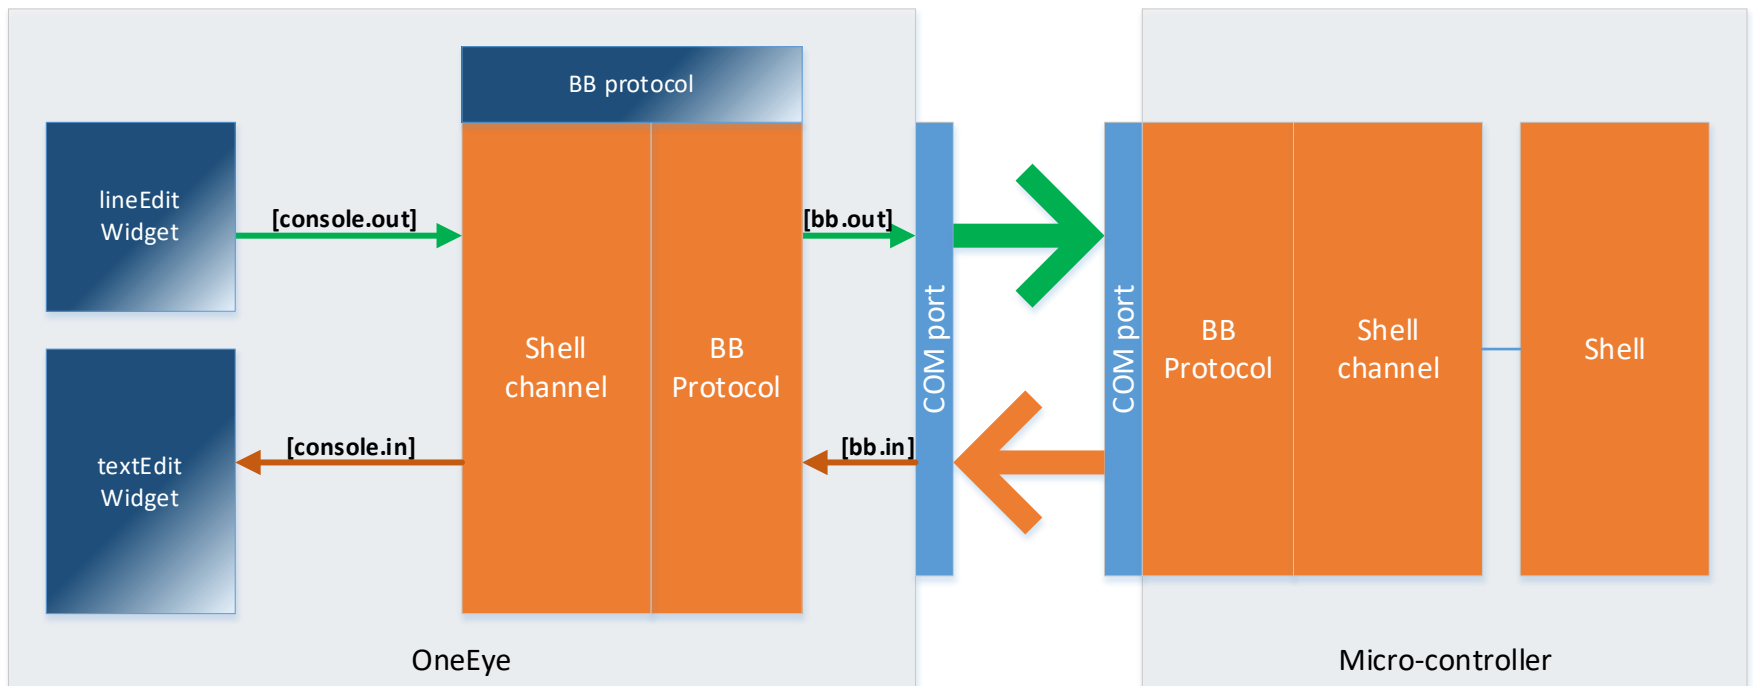 BB protocol
lineEdit
Widget
[console.out]
[bb.out]
Shell
channel
BB
Protocol
COM port
COM port
BB
Protocol
Shell
channel
Shell
textEdit
Widget
[console.in]
[bb.in]
OneEye
Micro-controller